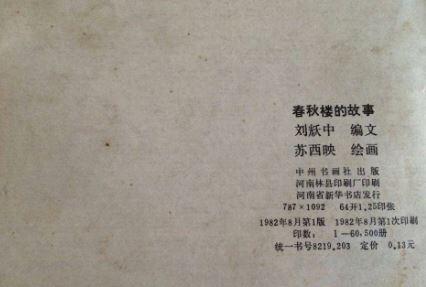 春秋楼的故事
刘䟦中 编文
苏西映 绘画
中州书画社出版
河南林县印刷厂印刷
河南省新华书店发行
787×1092 64开1.25印张
1982年8月第1版 1982年8月第1次印刷
印数： 1—60,500册
统一书号8219.203 定价 0.13元